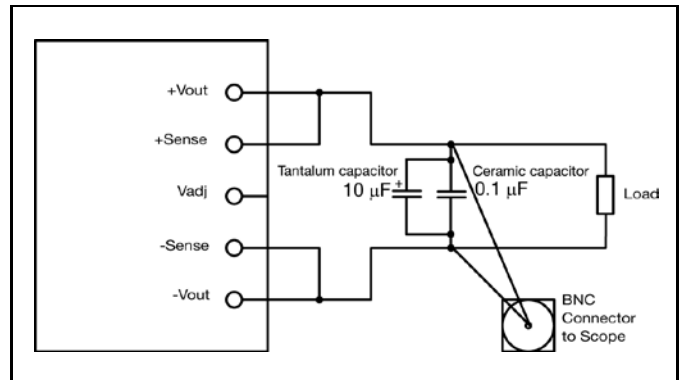 +Vout
+Sense
Vadj
-Sense
-Vout
Tantalum capacitor
10 µF+
Ceramic capacitor
0.1 µF
Load
BNC
Connector
to Scope